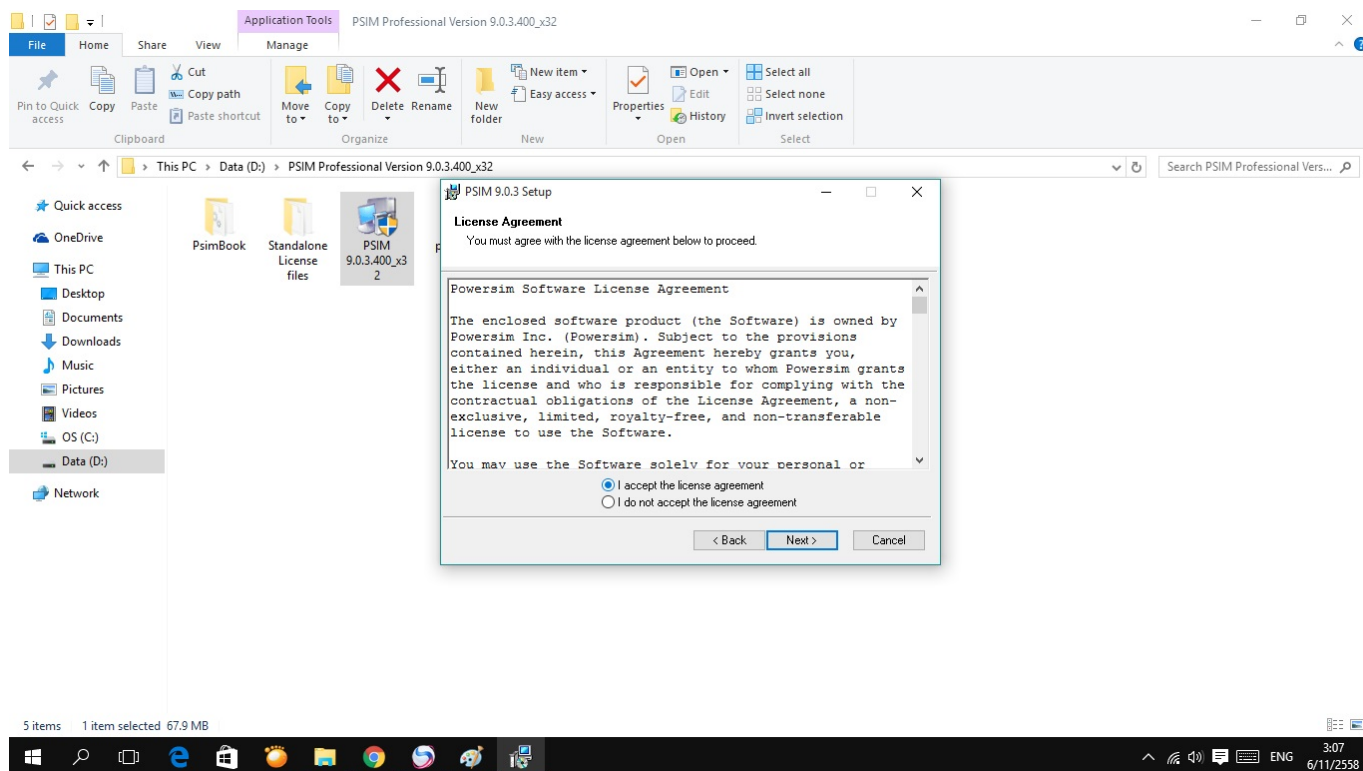 Application Tools PSIM Professional Version 9.0.3.400_x32
File Home Share View Manage
Pin to Quick access
Copy
Paste
Cut
Copy path
Paste shortcut
Clipboard
Move to
Copy to
Delete
Rename
Organize
New folder
New item
Easy access
New
Properties
Open
Edit
History
Open
Select all
Select none
Invert selection
Select
This PC > Data (D:) > PSIM Professional Version 9.0.3.400_x32
Search PSIM Professional Vers...
Quick access
OneDrive
This PC
Desktop
Documents
Downloads
Music
Pictures
Videos
OS (C:)
Data (D:)
Network
PsimBook
Standalone
License
files
PSIM
9.0.3.400_x3
2
PSIM 9.0.3 Setup
License Agreement
You must agree with the license agreement below to proceed.
Powersim Software License Agreement
The enclosed software product (the Software) is owned by
Powersim Inc. (Powersim). Subject to the provisions
contained herein, this Agreement hereby grants you,
either an individual or an entity to whom Powersim grants
the license and who is responsible for complying with the
contractual obligations of the License Agreement, a non-
exclusive, limited, royalty-free, and non-transferable
license to use the Software.
You may use the Software solely for your personal or
I accept the license agreement
I do not accept the license agreement
< Back
Next >
Cancel
5 items 1 item selected 67.9 MB
ENG
3:07
6/11/2558